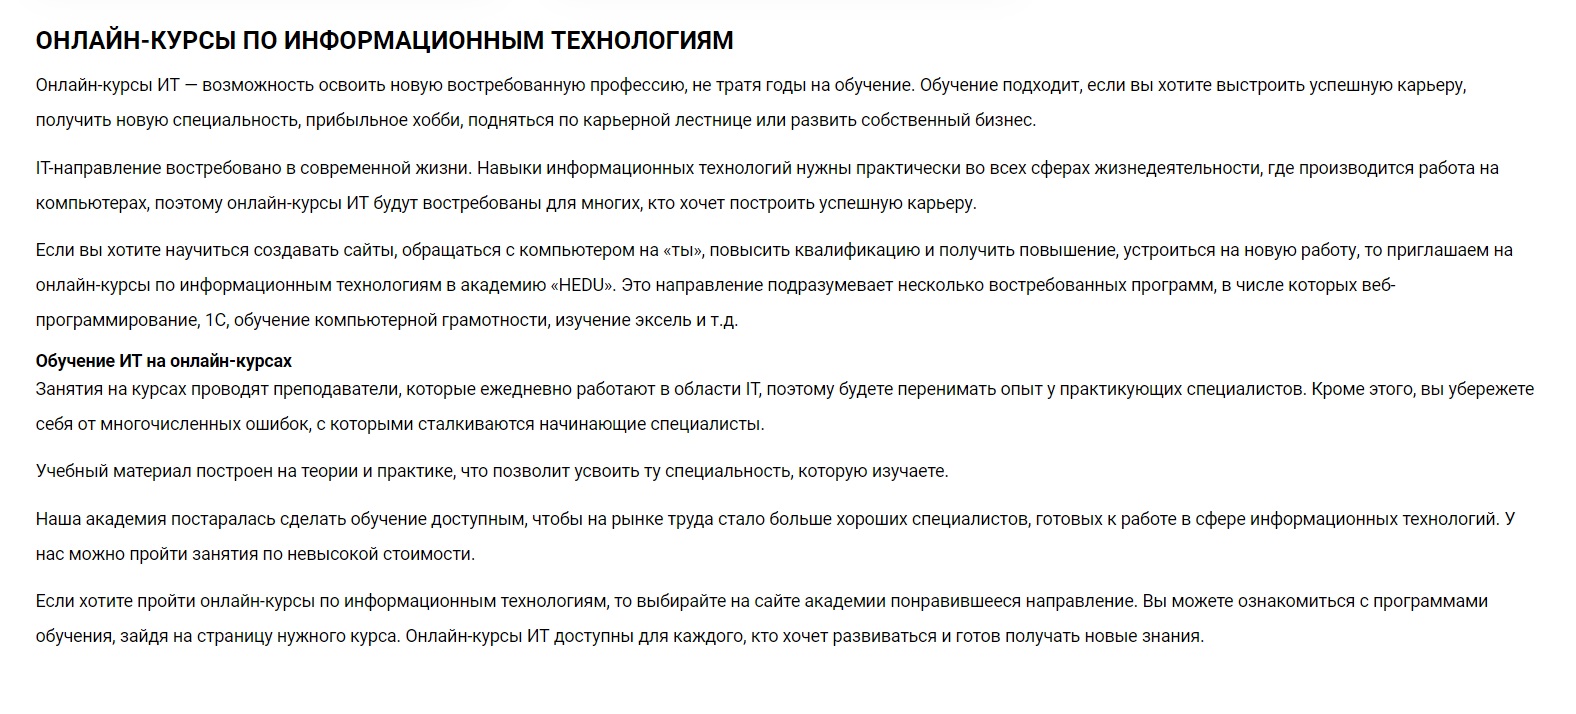 ОНЛАЙН-КУРСЫ ПО ИНФОРМАЦИОННЫМ ТЕХНОЛОГИЯМ
Онлайн-курсы ИТ — возможность освоить новую востребованную профессию, не тратя годы на обучение. Обучение подходит, если вы хотите выстроить успешную карьеру,
получить новую специальность, прибыльное хобби, подняться по карьерной лестнице или развить собственный бизнес.
IT-направление востребовано в современной жизни. Навыки информационных технологий нужны практически во всех сферах жизнедеятельности, где производится работа на
компьютерах, поэтому онлайн-курсы ИТ будут востребованы для многих, кто хочет построить успешную карьеру.
Если вы хотите научиться создавать сайты, обращаться с компьютером на «ты», повысить квалификацию и получить повышение, устроиться на новую работу, то приглашаем на
онлайн-курсы по информационным технологиям в академию «HEDU». Это направление подразумевает несколько востребованных программ, в числе которых веб-
программирование, 1С, обучение компьютерной грамотности, изучение эксель и т.д.
Обучение ИТ на онлайн-курсах
Занятия на курсах проводят преподаватели, которые ежедневно работают в области IT, поэтому будете перенимать опыт у практикующих специалистов. Кроме этого, вы убережете
себя от многочисленных ошибок, с которыми сталкиваются начинающие специалисты.
Учебный материал построен на теории и практике, что позволит усвоить ту специальность, которую изучаете.
Наша академия постаралась сделать обучение доступным, чтобы на рынке труда стало больше хороших специалистов, готовых к работе в сфере информационных технологий. У
нас можно пройти занятия по невысокой стоимости.
Если хотите пройти онлайн-курсы по информационным технологиям, то выбирайте на сайте академии понравившееся направление. Вы можете ознакомиться с программами
обучения, зайдя на страницу нужного курса. Онлайн-курсы ИТ доступны для каждого, кто хочет развиваться и готов получать новые знания.